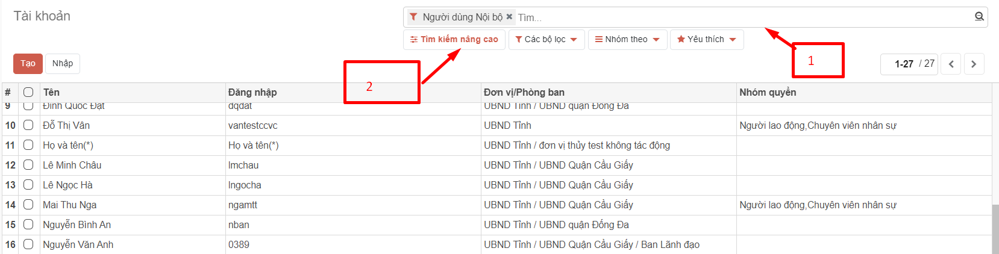 Tài khoản
Người dùng Nội bộ ✖ Tìm...
Tìm kiếm nâng cao Các bộ lọc Nhóm theo Yêu thích
1
Tạo Nhập
1-27 / 27
2
# Tên Đăng nhập Đơn vị/Phòng ban Nhóm quyền
9 Đinh Quốc Đạt dqdat UBND Tỉnh / UBND quận Đống Đa
10 Đỗ Thị Vân vantestccvc UBND Tỉnh Người lao động,Chuyên viên nhân sự
11 Họ và tên(*) Họ và tên(*) UBND Tỉnh / đơn vị thủy test không tác động
12 Lê Minh Châu lmchau UBND Tỉnh / UBND Quận Cầu Giấy
13 Lê Ngọc Hà lngocha UBND Tỉnh / UBND Quận Cầu Giấy
14 Mai Thu Nga ngamtt UBND Tỉnh / UBND Quận Cầu Giấy Người lao động,Chuyên viên nhân sự
15 Nguyễn Bình An nban UBND Tỉnh / UBND quận Đống Đa
16 Nguyễn Văn Anh 0389 UBND Tỉnh / UBND Quận Cầu Giấy / Ban Lãnh đạo